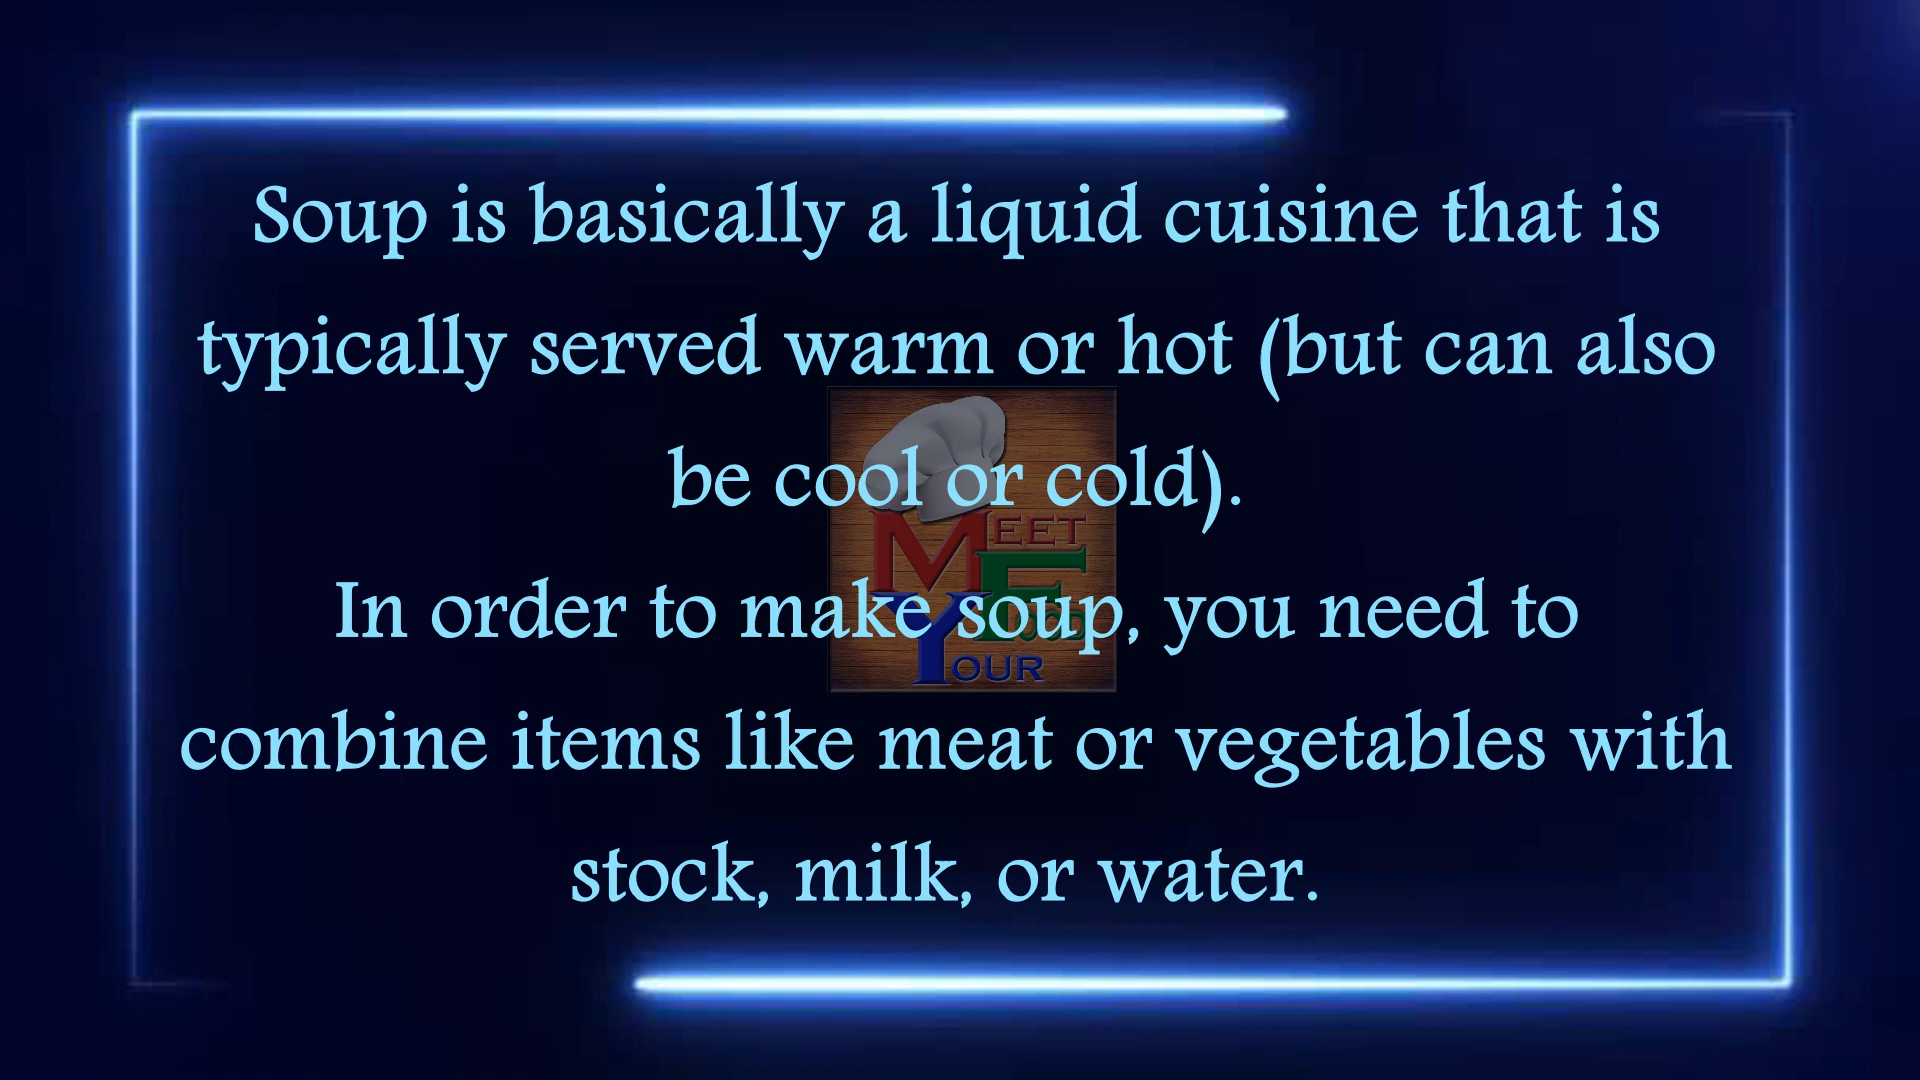 Soup is basically a liquid cuisine that is
typically served warm or hot (but can also
be cool or cold).
In order to make soup, you need to
combine items like meat or vegetables with
stock, milk, or water.
MEET
FOOD
YOUR